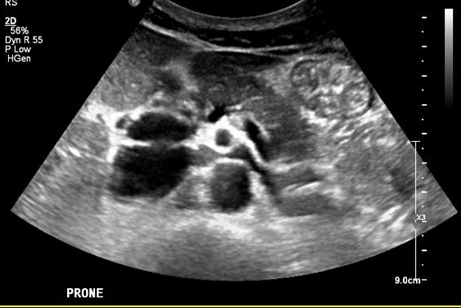 RS
2D
56%
Dyn R 55
P Low
HGen
X3
9.0cm
PRONE